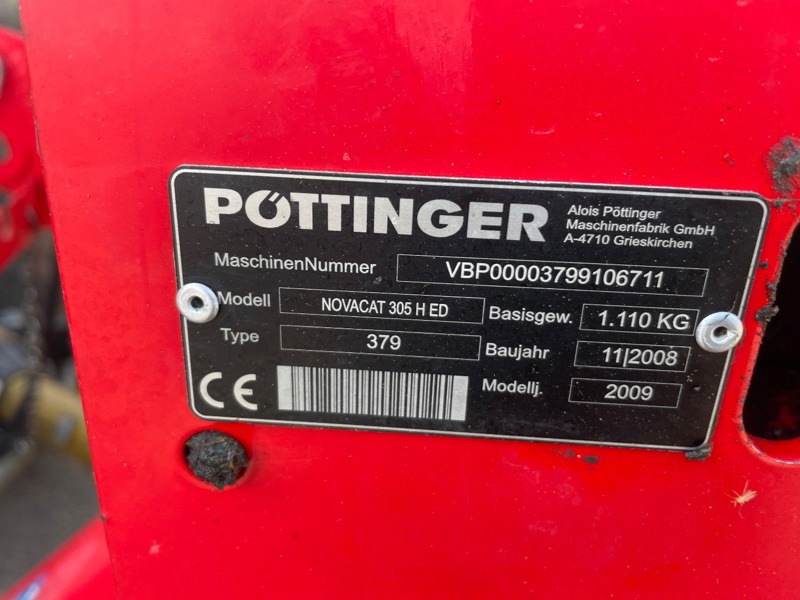 PÖTTINGER
Alois Pöttinger
Maschinenfabrik GmbH
A-4710 Grieskirchen
MaschinenNummer VBP00003799106711
Modell NOVACAT 305 H ED Basisgew. 1.110 KG
Type 379 Baujahr 11|2008
CE Modellj. 2009